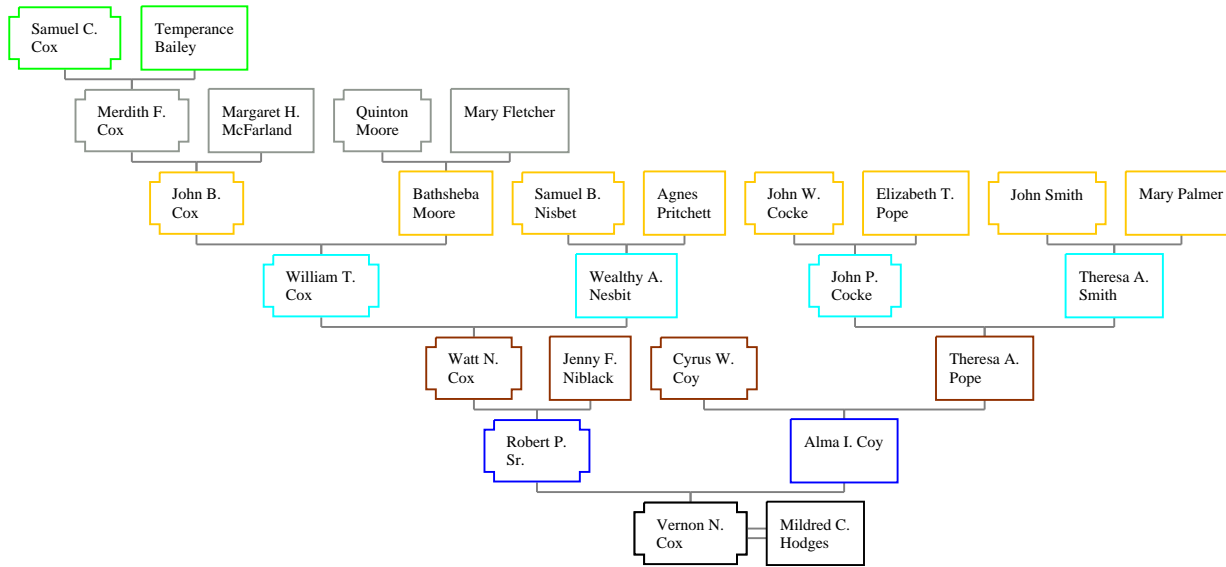 Samuel C.
Cox
Temperance
Bailey
Merdith F.
Cox
Margaret H.
McFarland
Quinton
Moore
Mary Fletcher
John B.
Cox
Bathsheba
Moore
Samuel B.
Nisbet
Agnes
Pritchett
John W.
Cocke
Elizabeth T.
Pope
John Smith
Mary Palmer
William T.
Cox
Wealthy A.
Nesbit
John P.
Cocke
Theresa A.
Smith
Watt N.
Cox
Jenny F.
Niblack
Cyrus W.
Coy
Theresa A.
Pope
Robert P.
Sr.
Alma I. Coy
Vernon N.
Cox
Mildred C.
Hodges